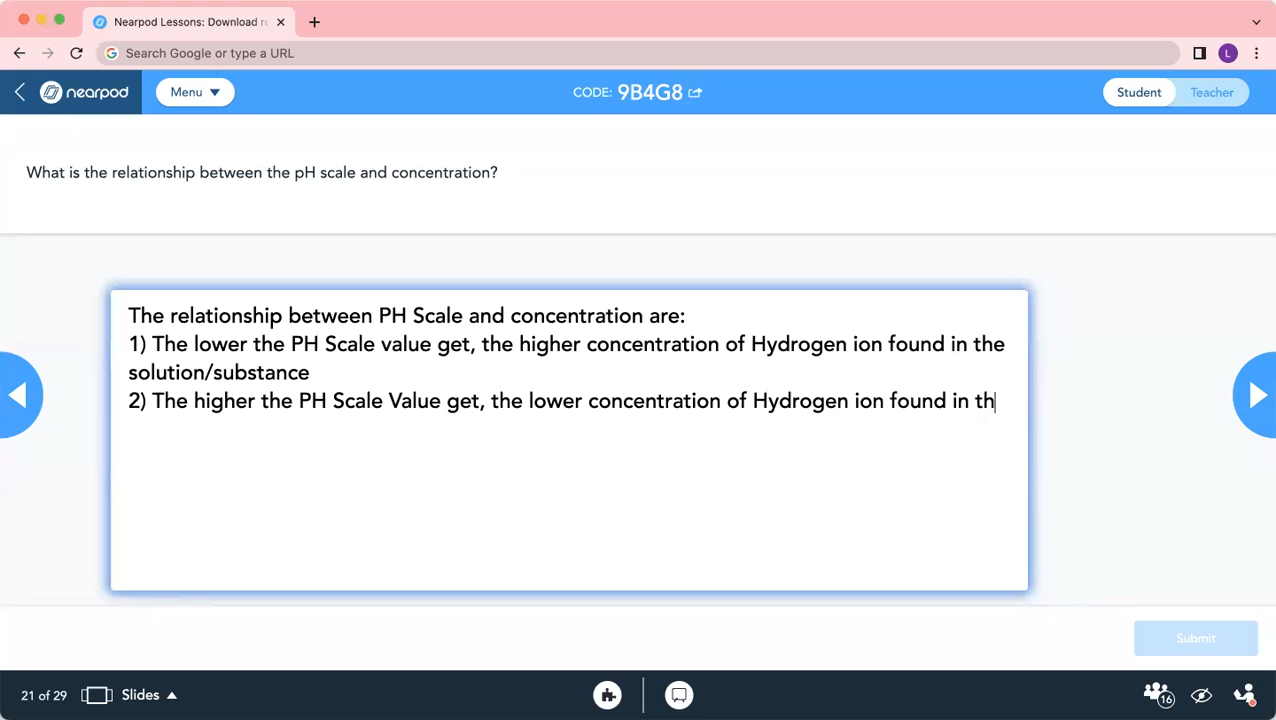 Nearpod Lessons: Download re
Search Google or type a URL
L
nearpod
Menu
CODE: 9B4G8
Student
Teacher
What is the relationship between the pH scale and concentration?
The relationship between PH Scale and concentration are:
1) The lower the PH Scale value get, the higher concentration of Hydrogen ion found in the
solution/substance
2) The higher the PH Scale Value get, the lower concentration of Hydrogen ion found in th
Submit
21 of 29
Slides
16